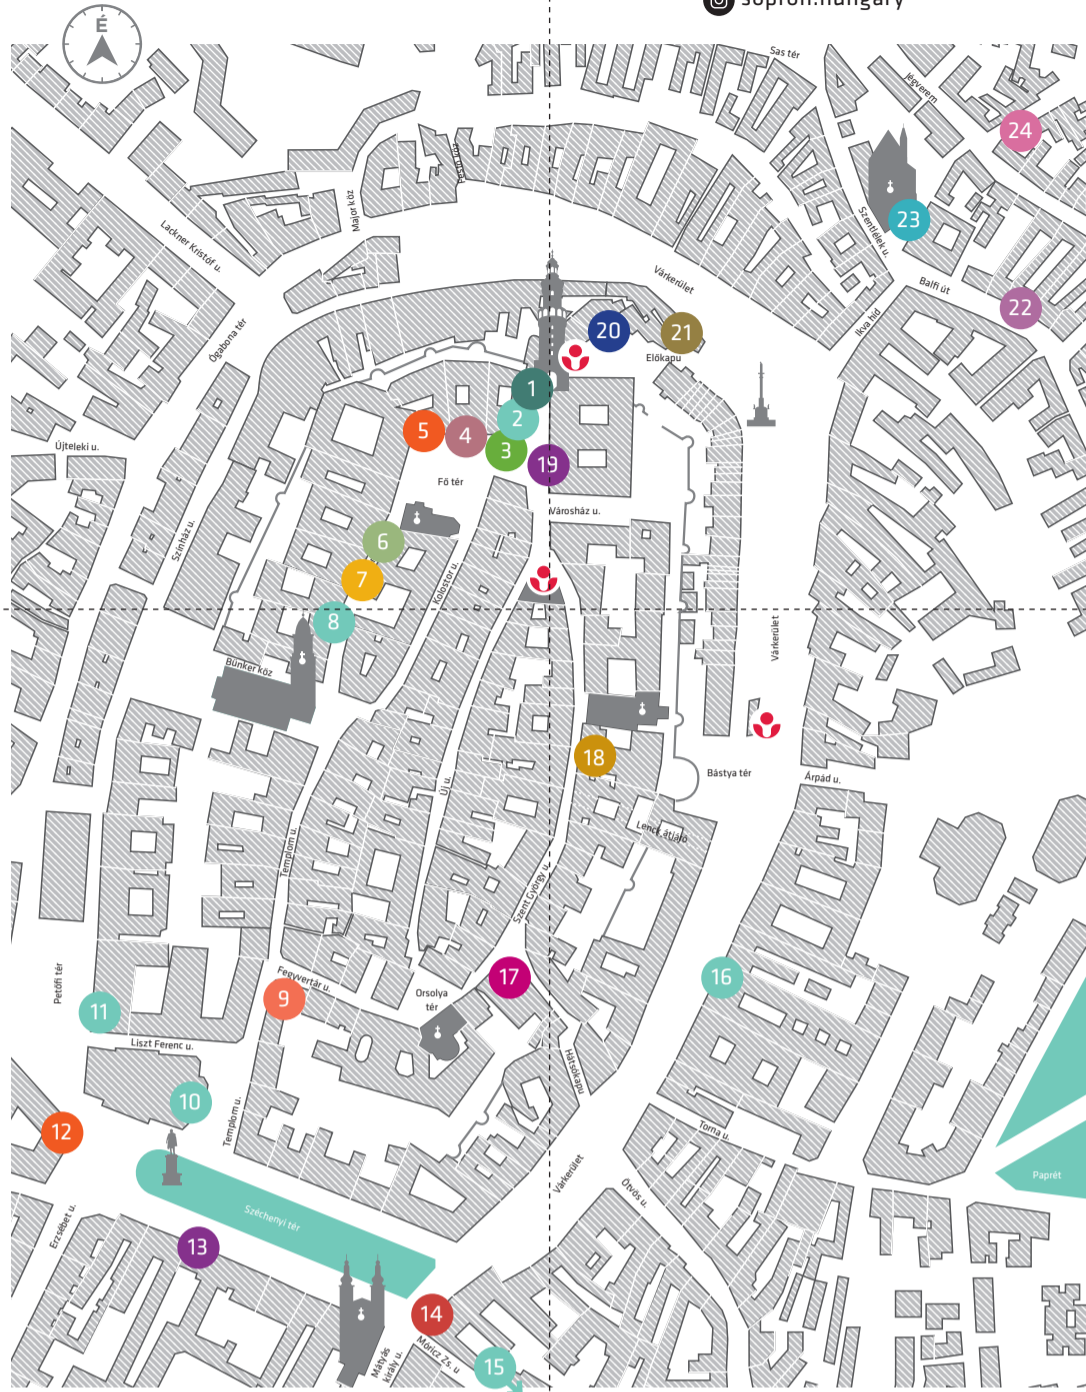 sopron.hungary
É
Sas tér
Jégverem
24
Major köz
Szentlélek u.
23
Lackner Kristóf u.
Várkerület
Balfi út
22
Ikva híd
Ógabona tér
20
21
Előkapu
1
2
5
4
3
19
Újteleki u.
Fő tér
Városház u.
Színház u.
6
7
Kolostor u.
8
Várkerület
Bünker köz
18
Bástya tér
Árpád u.
Új u.
Lenck átjáró
Templom u.
Szent György u.
Petőfi tér
Fegyvertár u.
17
16
9
Orsolya
tér
11
Liszt Ferenc u.
Hátsókapu
10
Templom u.
12
Torna u.
Várkerület
Paprét
Ötvös u.
Erzsébet u.
Széchenyi tér
13
14
Móricz Zs. u
Mátyás
király u.
15